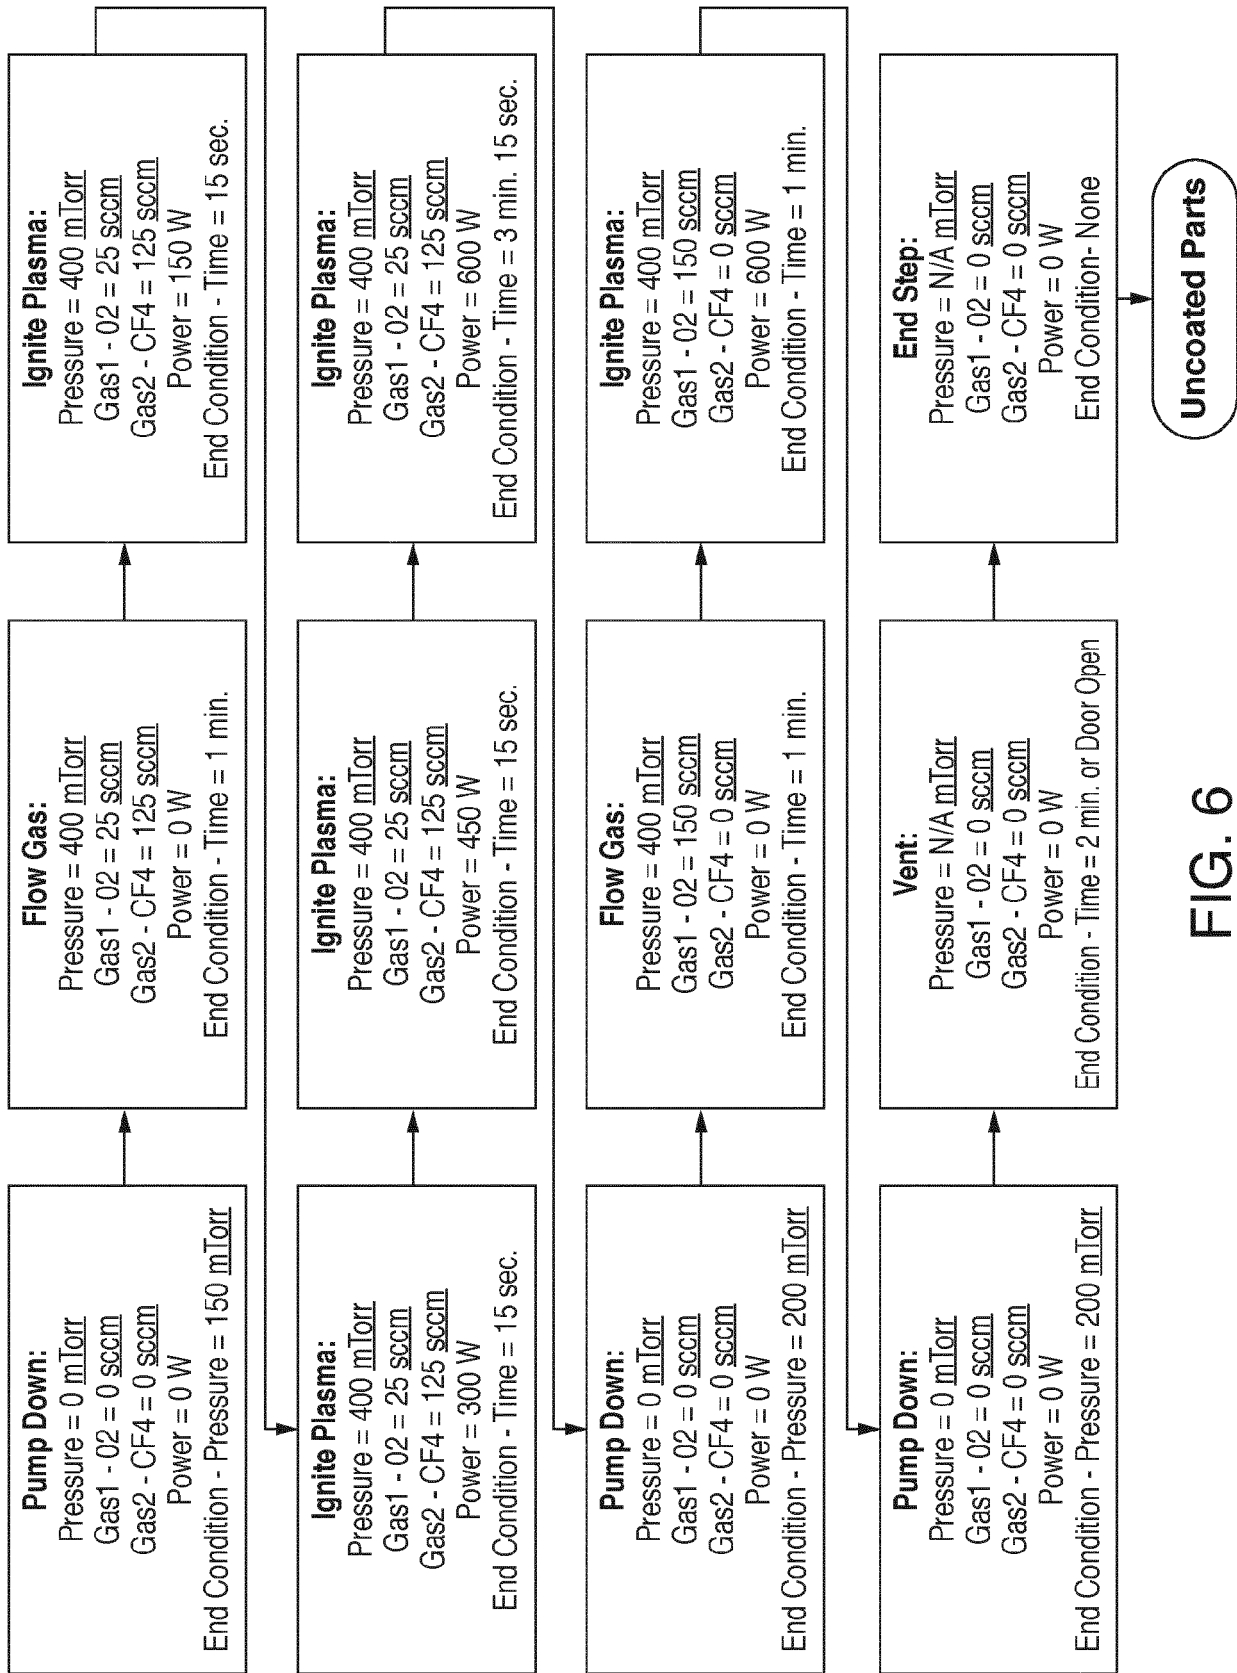 Pump Down:
Pressure = 0 mTorr
Gas1 - 02 = 0 sccm
Gas2 - CF4 = 0 sccm
Power = 0 W
End Condition - Pressure = 150 mTorr
Flow Gas:
Pressure = 400 mTorr
Gas1 - 02 = 25 sccm
Gas2 - CF4 = 125 sccm
Power = 0 W
End Condition - Time = 1 min.
Ignite Plasma:
Pressure = 400 mTorr
Gas1 - 02 = 25 sccm
Gas2 - CF4 = 125 sccm
Power = 150 W
End Condition - Time = 15 sec.
Ignite Plasma:
Pressure = 400 mTorr
Gas1 - 02 = 25 sccm
Gas2 - CF4 = 125 sccm
Power = 300 W
End Condition - Time = 15 sec.
Ignite Plasma:
Pressure = 400 mTorr
Gas1 - 02 = 25 sccm
Gas2 - CF4 = 125 sccm
Power = 450 W
End Condition - Time = 15 sec.
Ignite Plasma:
Pressure = 400 mTorr
Gas1 - 02 = 25 sccm
Gas2 - CF4 = 125 sccm
Power = 600 W
End Condition - Time = 3 min. 15 sec.
Pump Down:
Pressure = 0 mTorr
Gas1 - 02 = 0 sccm
Gas2 - CF4 = 0 sccm
Power = 0 W
End Condition - Pressure = 200 mTorr
Flow Gas:
Pressure = 400 mTorr
Gas1 - 02 = 150 sccm
Gas2 - CF4 = 0 sccm
Power = 0 W
End Condition - Time = 1 min.
Ignite Plasma:
Pressure = 400 mTorr
Gas1 - 02 = 150 sccm
Gas2 - CF4 = 0 sccm
Power = 600 W
End Condition - Time = 1 min.
Pump Down:
Pressure = 0 mTorr
Gas1 - 02 = 0 sccm
Gas2 - CF4 = 0 sccm
Power = 0 W
End Condition - Pressure = 200 mTorr
Vent:
Pressure = N/A mTorr
Gas1 - 02 = 0 sccm
Gas2 - CF4 = 0 sccm
Power = 0 W
End Condition - Time = 2 min. or Door Open
End Step:
Pressure = N/A mTorr
Gas1 - 02 = 0 sccm
Gas2 - CF4 = 0 sccm
Power = 0 W
End Condition- None
Uncoated Parts
FIG. 6